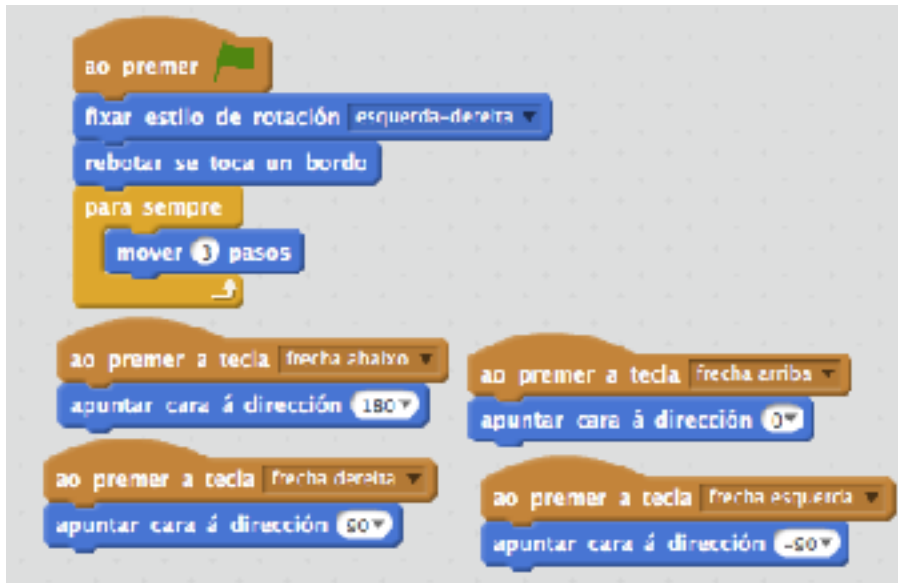 ao premer
fixar estilo de rotación esquerda-dereita
rebotar se toca un bordo
para sempre
mover 3 pasos
ao premer a tecla frecha abaixo
apuntar cara á dirección 180
ao premer a tecla frecha arriba
apuntar cara á dirección 0
ao premer a tecla frecha dereita
apuntar cara á dirección 90
ao premer a tecla frecha esquerda
apuntar cara á dirección -90